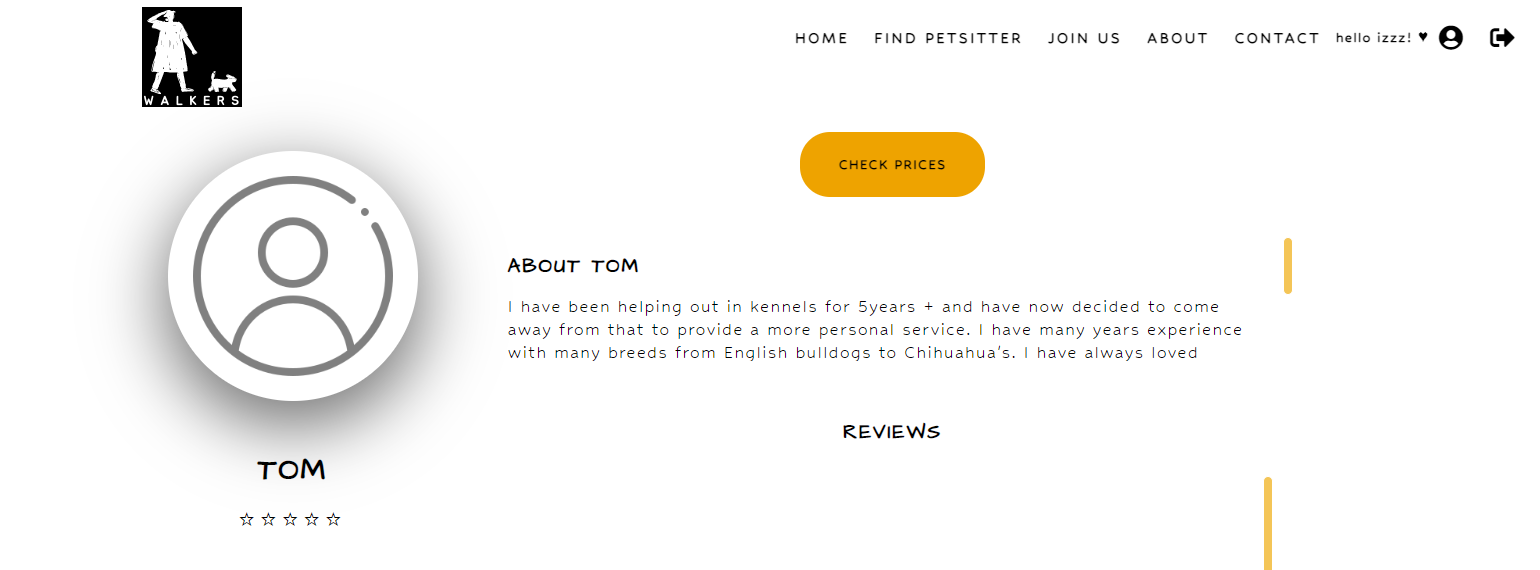 WALKERS
HOME FIND PETSITTER JOIN US ABOUT CONTACT hello izzz! ♥
CHECK PRICES
ABOUT TOM
I have been helping out in kennels for 5years + and have now decided to come
away from that to provide a more personal service. I have many years experience
with many breeds from English bulldogs to Chihuahua's. I have always loved
REVIEWS
TOM
☆ ☆ ☆ ☆ ☆